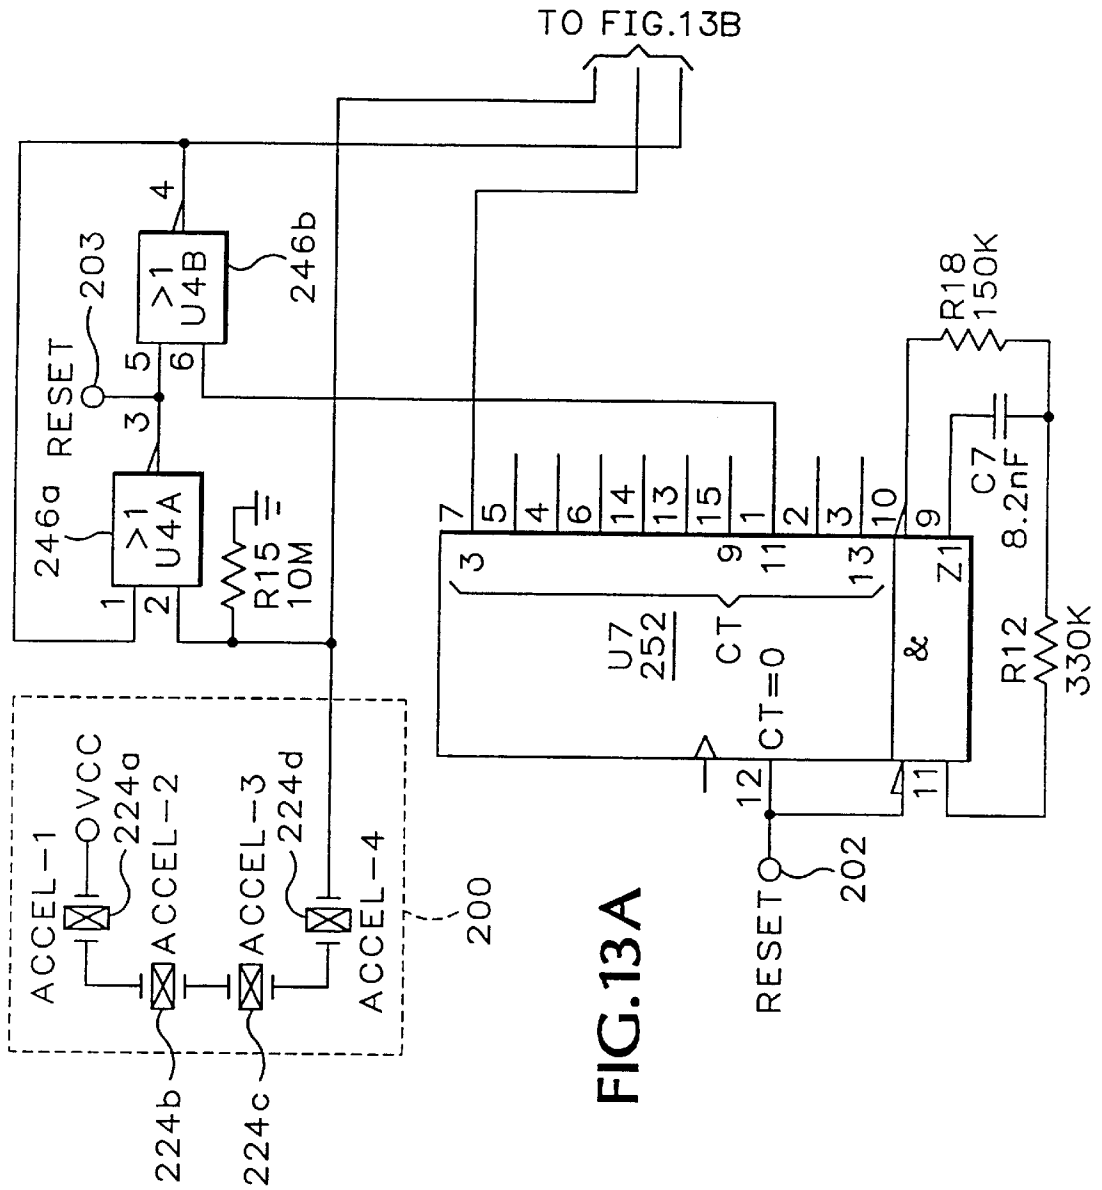 TO FIG.13B
4
203
RESET
>1
U4B
246b
5
6
3
246a
>1
U4A
1
2
R15
10M
ACCEL-1
VCC
224a
ACCEL-2
ACCEL-3
224d
ACCEL-4
200
224b
224c
7
5
4
6
14
13
15
1
2
3
10
9
3
9
11
13
Z1
U7
252
CT
CT=0
&
12
11
RESET
202
R18
150K
C7
8.2nF
R12
330K
FIG.13A